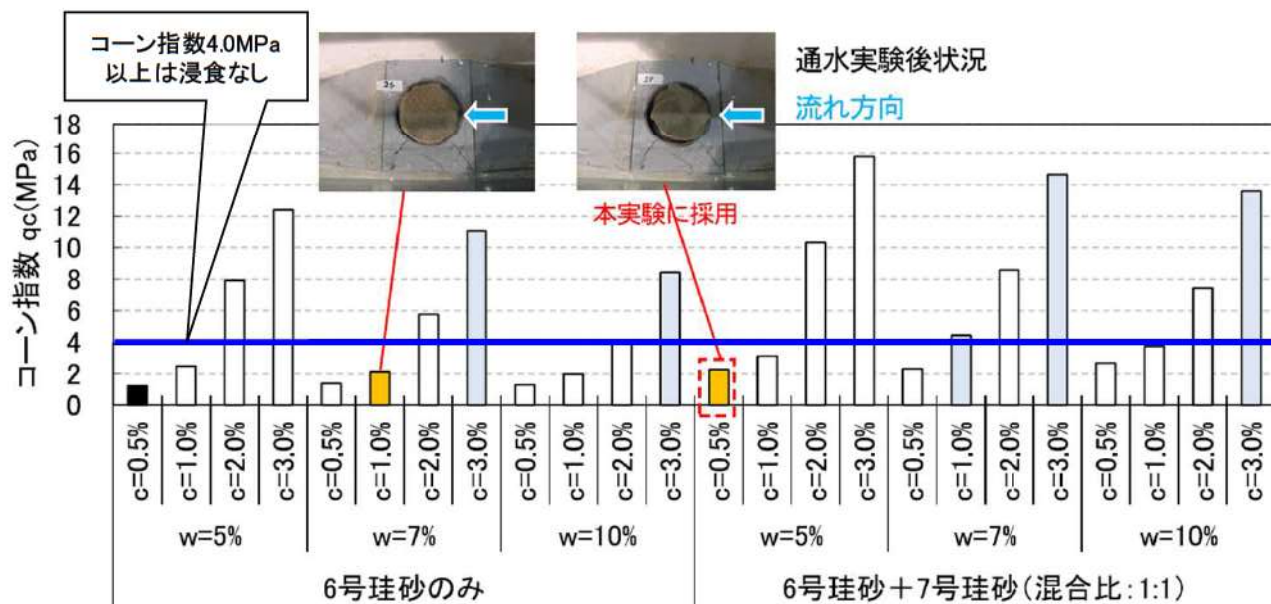 コーン指数4.0MPa
以上は浸食なし
通水実験後状況
流れ方向
本実験に採用
コーン指数 qc(MPa)
18
16
14
12
10
8
6
4
2
0
c=0.5%
c=1.0%
c=2.0%
c=3.0%
c=0.5%
c=1.0%
c=2.0%
c=3.0%
c=0.5%
c=1.0%
c=2.0%
c=3.0%
c=0.5%
c=1.0%
c=2.0%
c=3.0%
c=0.5%
c=1.0%
c=2.0%
c=3.0%
c=0.5%
c=1.0%
c=2.0%
c=3.0%
w=5%
w=7%
w=10%
w=5%
w=7%
w=10%
6号珪砂のみ
6号珪砂+7号珪砂(混合比:1:1)